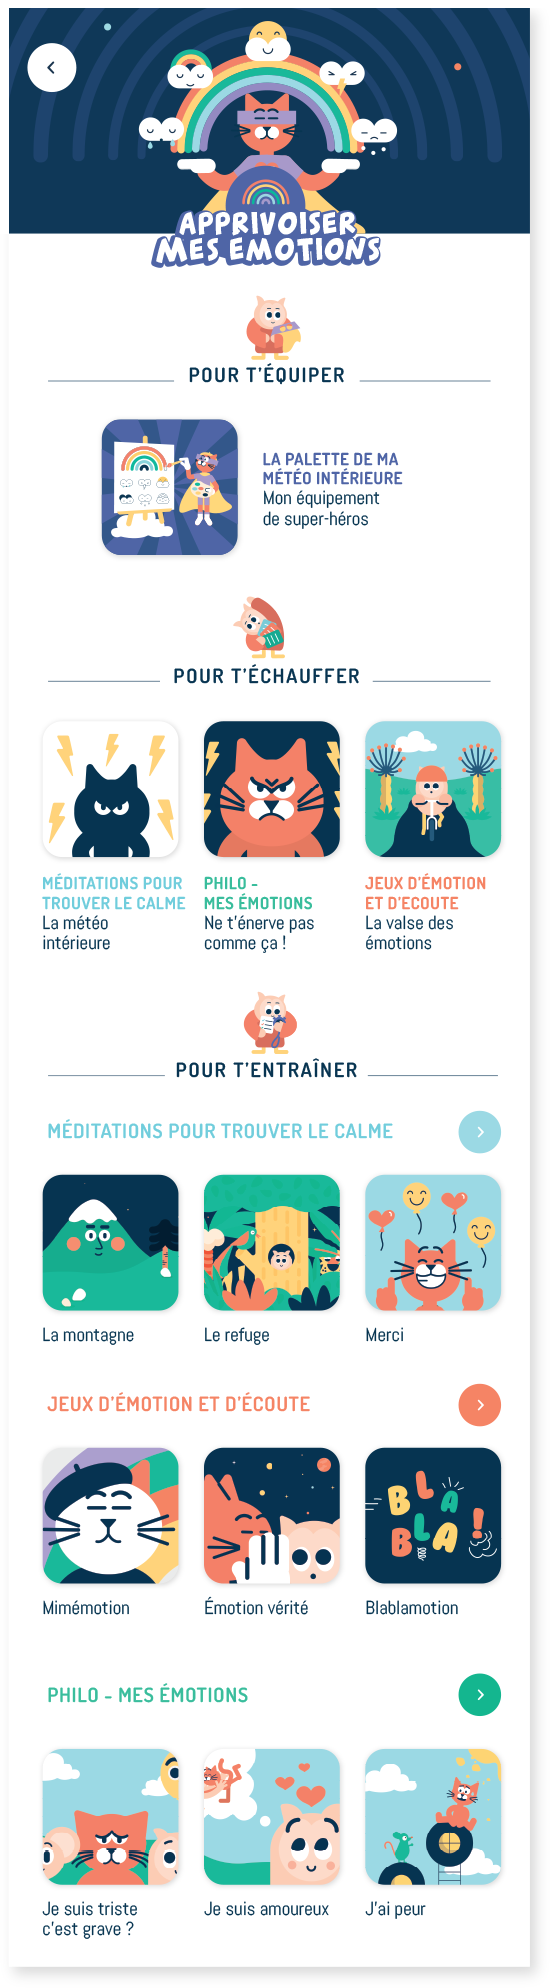 APPRIVOISER
MES EMOTIONS
POUR T'ÉQUIPER
LA PALETTE DE MA
MÉTÉO INTÉRIEURE
Mon équipement
de super-héros
POUR T'ÉCHAUFFER
MÉDITATIONS POUR
TROUVER LE CALME
La météo
intérieure
PHILO -
MES ÉMOTIONS
Ne t'énerve pas
comme ça !
JEUX D'ÉMOTION
ET D'ECOUTE
La valse des
émotions
POUR T'ENTRAÎNER
MÉDITATIONS POUR TROUVER LE CALME
La montagne
Le refuge
Merci
JEUX D'ÉMOTION ET D'ÉCOUTE
BLA
BLA !
Mimémotion
Émotion vérité
Blablamotion
PHILO - MES ÉMOTIONS
Je suis triste
c'est grave ?
Je suis amoureux
J'ai peur